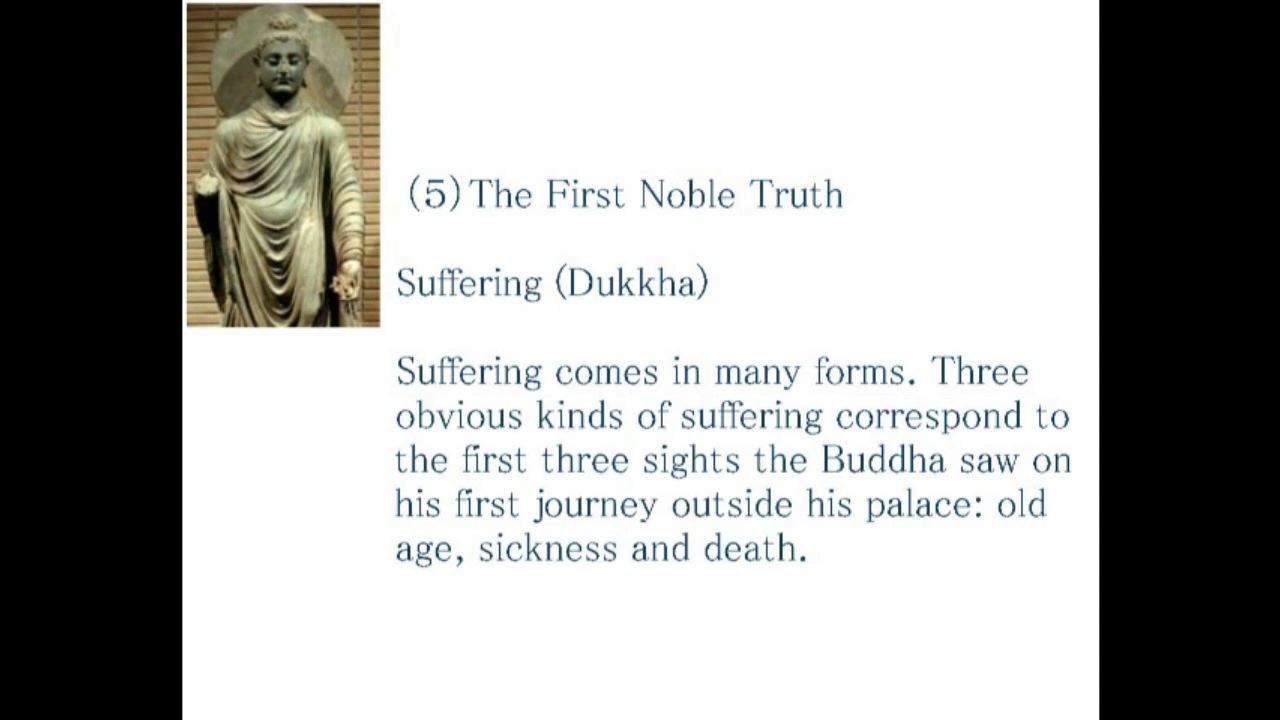 (5)The First Noble Truth
Suffering (Dukkha)
Suffering comes in many forms. Three
obvious kinds of suffering correspond to
the first three sights the Buddha saw on
his first journey outside his palace: old
age, sickness and death.